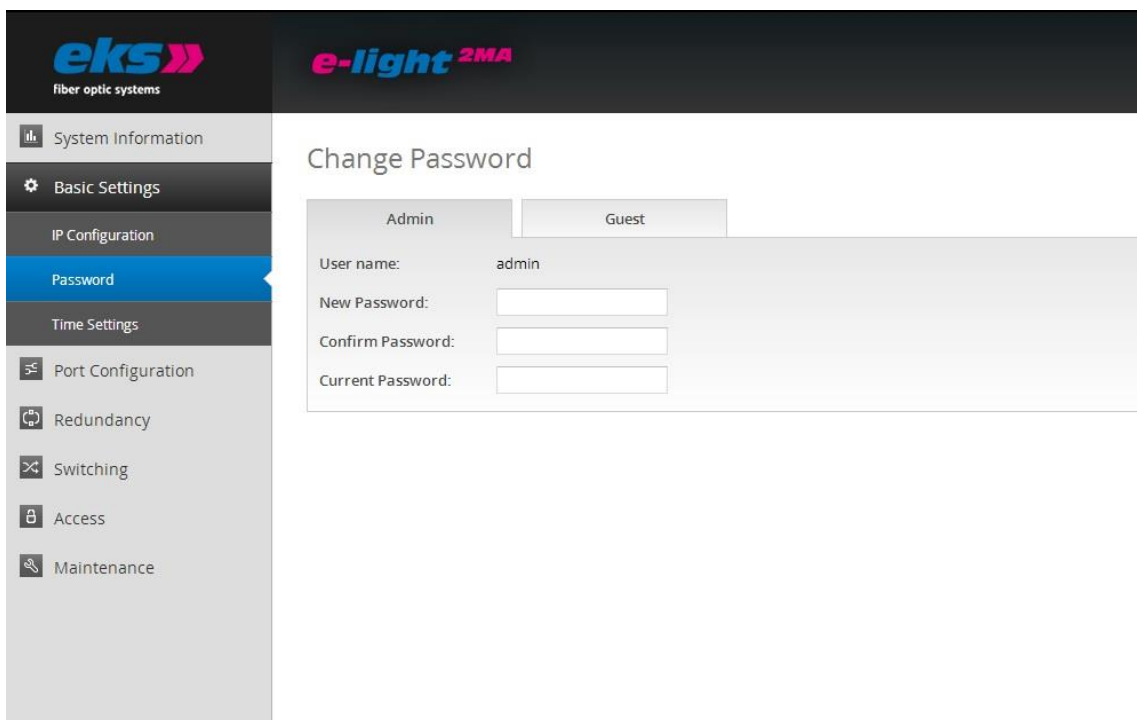 eks
fiber optic systems
e-light 2MA
System Information
Basic Settings
IP Configuration
Password
Time Settings
Port Configuration
Redundancy
Switching
Access
Maintenance
Change Password
Admin Guest
User name: admin
New Password:
Confirm Password:
Current Password: